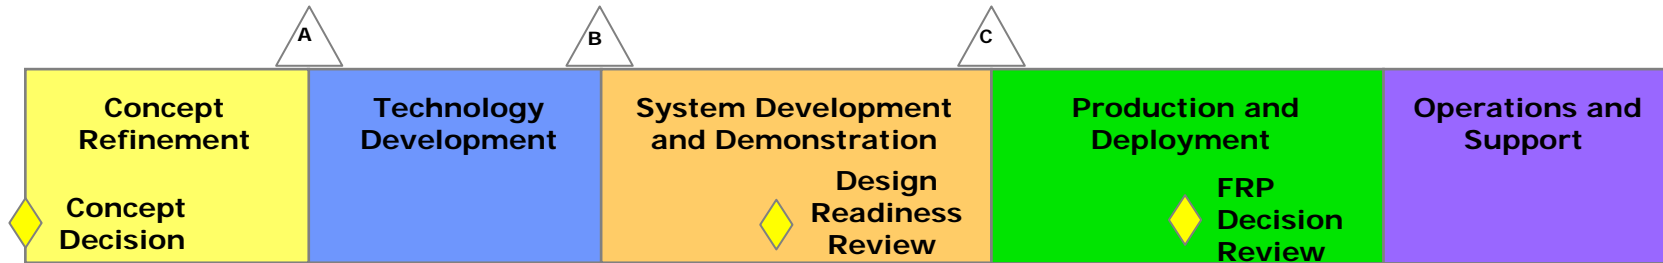 A
B
C
Concept
Refinement
Technology
Development
System Development
and Demonstration
Production and
Deployment
Operations and
Support
Concept
Decision
Design
Readiness
Review
FRP
Decision
Review